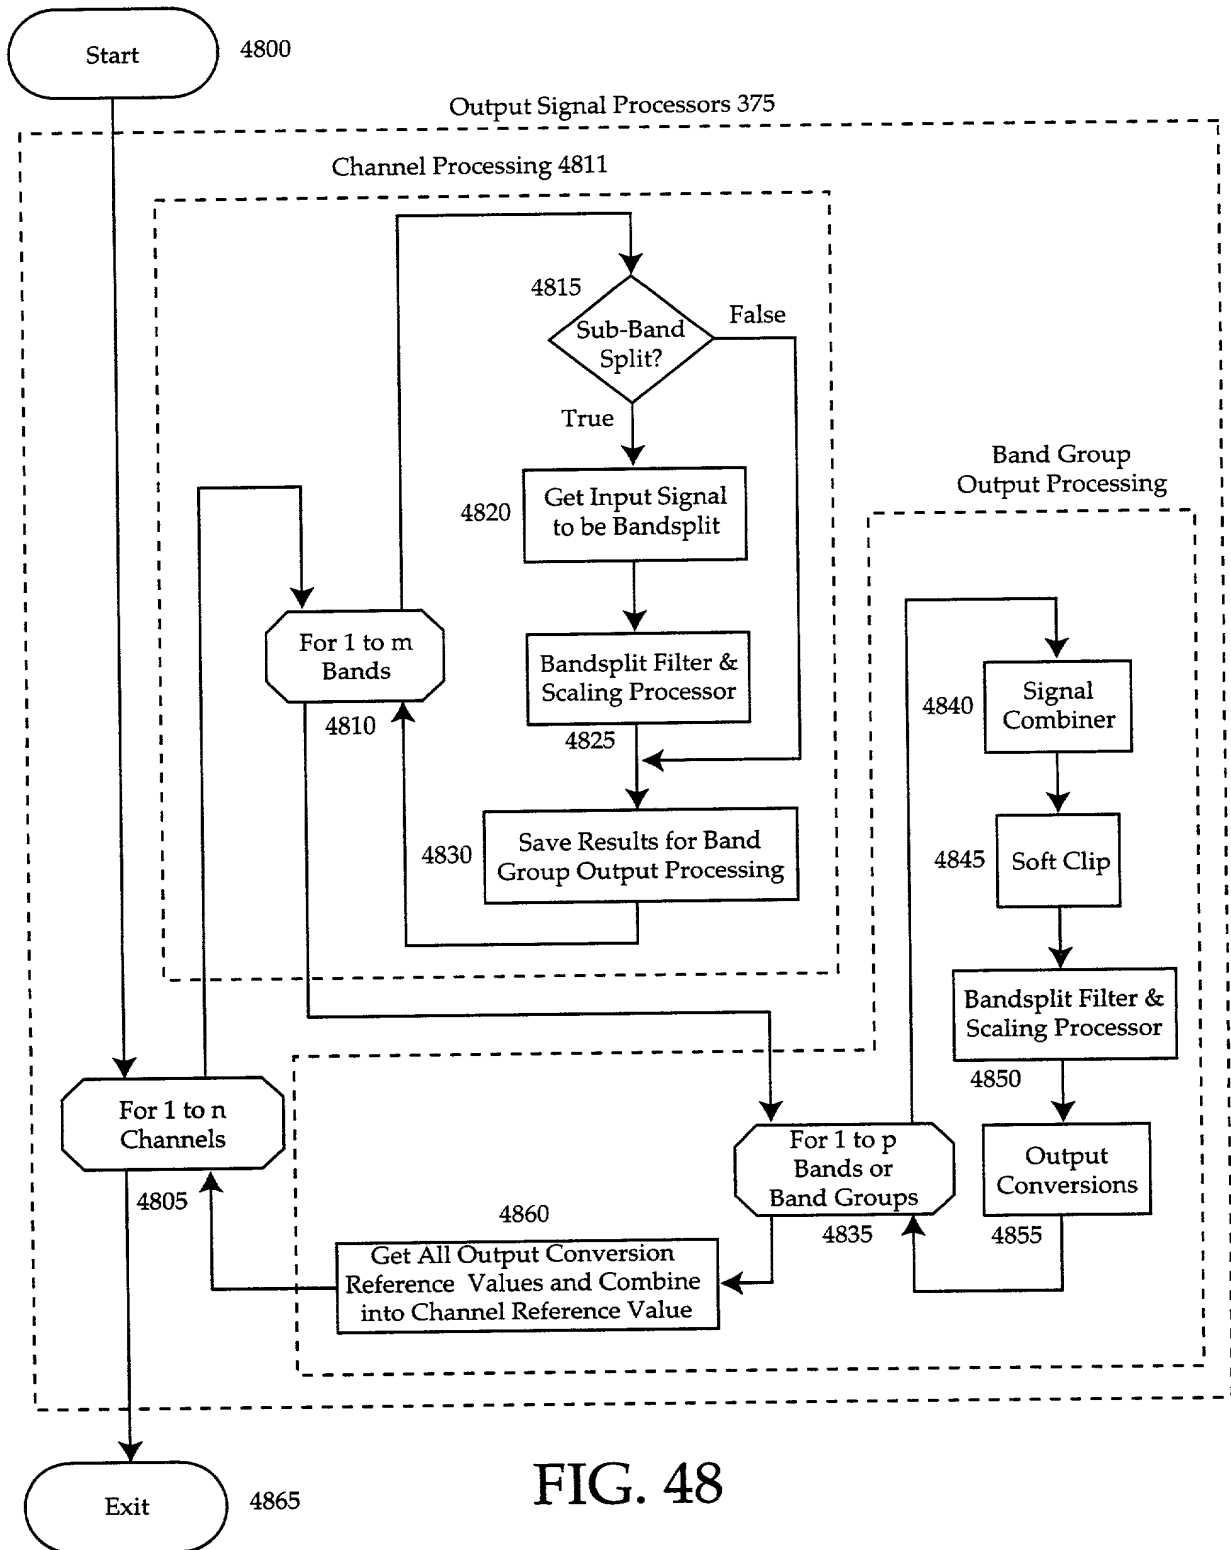 Start
4800
Output Signal Processors 375
Channel Processing 4811
4815
Sub-Band
Split?
False
True
4820
Get Input Signal
to be Bandsplit
Band Group
Output Processing
For 1 to m
Bands
4810
Bandsplit Filter &
Scaling Processor
4825
4830
Save Results for Band
Group Output Processing
4840
Signal
Combiner
4845
Soft Clip
Bandsplit Filter &
Scaling Processor
4850
Output
Conversions
4855
For 1 to n
Channels
4805
For 1 to p
Bands or
Band Groups
4835
4860
Get All Output Conversion
Reference Values and Combine
into Channel Reference Value
Exit
4865
FIG. 48